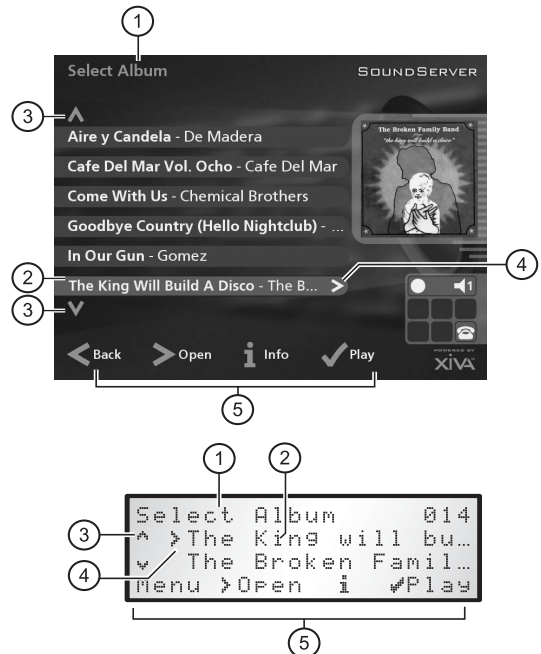 1
Select Album
SOUNDSERVER
3
Aire y Candela - De Madera
Cafe Del Mar Vol. Ocho - Cafe Del Mar
Come With Us - Chemical Brothers
Goodbye Country (Hello Nightclub) - ...
In Our Gun - Gomez
The King Will Build A Disco - The B... >
The Broken Family Band
play
"the king will build a disco"
2
4
3
1
< Back > Open i Info ✓ Play
POWERED BY
XiVA
5
1
2
Select Album 014
^ >The King will bu...
v The Broken Famil...
Menu >Open i ✔Play
3
4
5